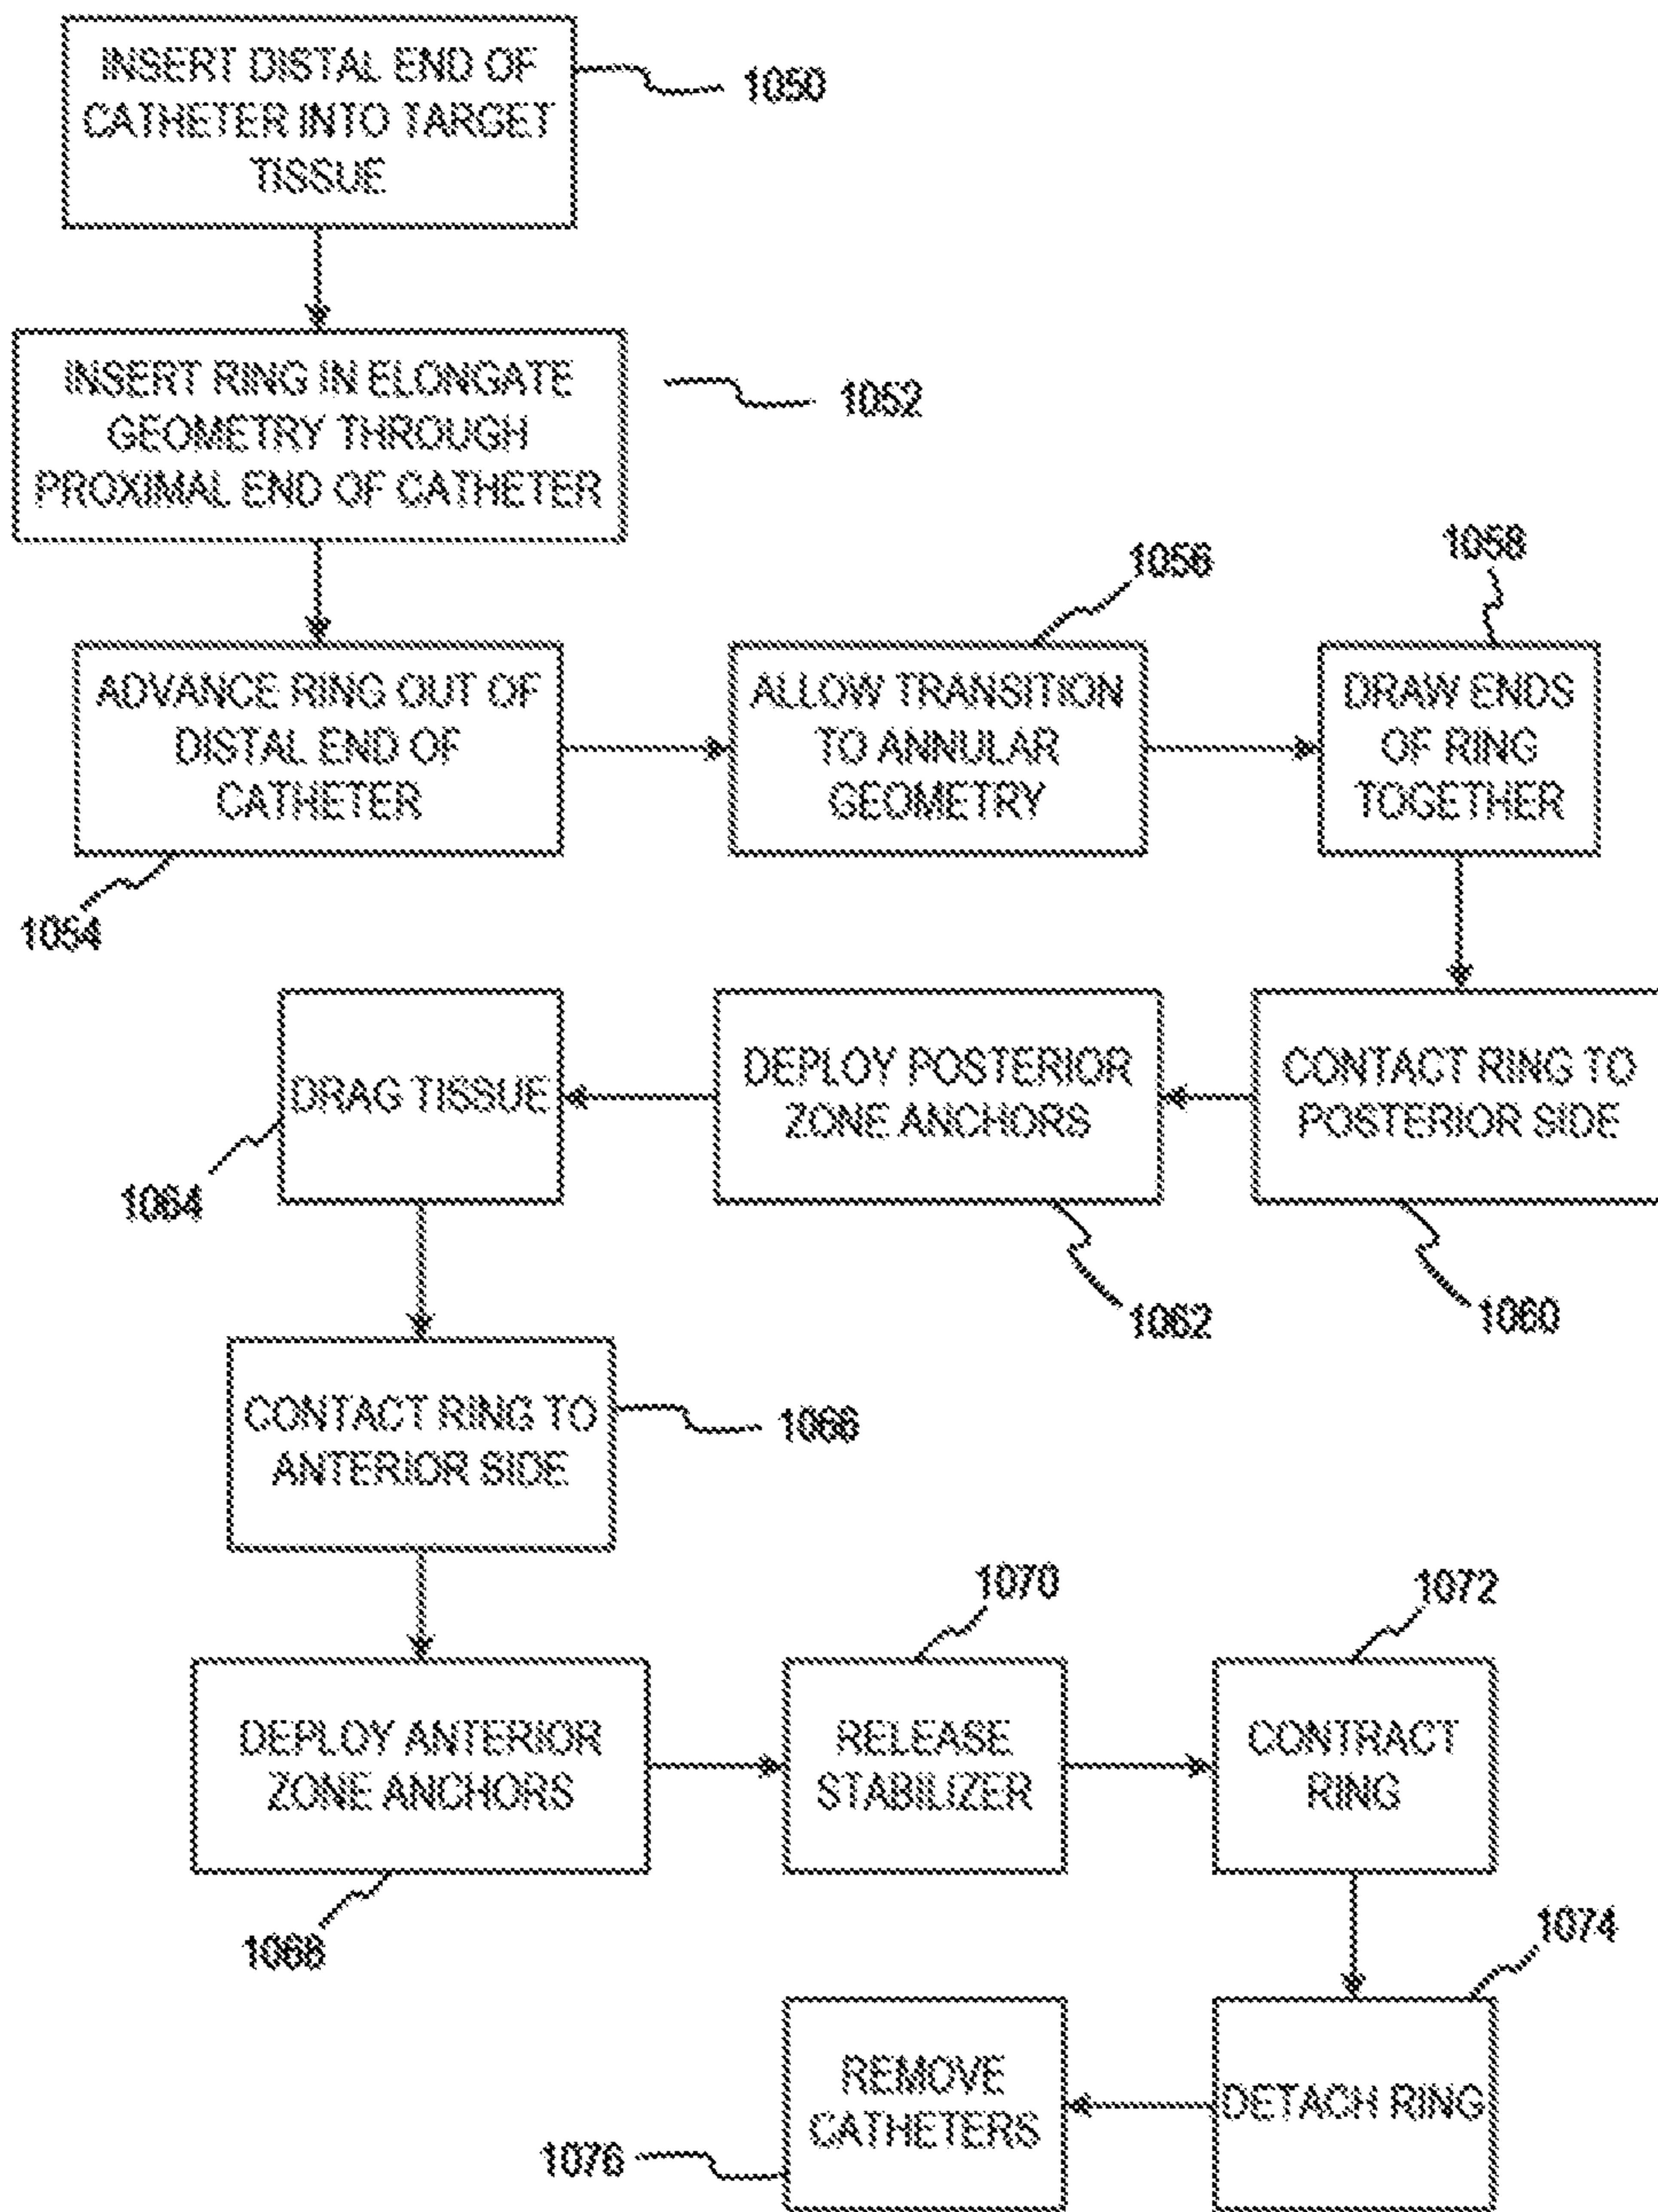 INSERT DISTAL END OF
CATHETER INTO TARGET
TISSUE
1050
INSERT RING IN ELONGATE
GEOMETRY THROUGH
PROXIMAL END OF CATHETER
1052
ADVANCE RING OUT OF
DISTAL END OF
CATHETER
1054
ALLOW TRANSITION
TO ANNULAR
GEOMETRY
1056
DRAW ENDS
OF RING
TOGETHER
1058
CONTACT RING TO
POSTERIOR SIDE
1060
DEPLOY POSTERIOR
ZONE ANCHORS
1062
DRAG TISSUE
1064
CONTACT RING TO
ANTERIOR SIDE
1066
DEPLOY ANTERIOR
ZONE ANCHORS
1068
RELEASE
STABILIZER
1070
CONTRACT
RING
1072
DETACH RING
1074
REMOVE
CATHETERS
1076